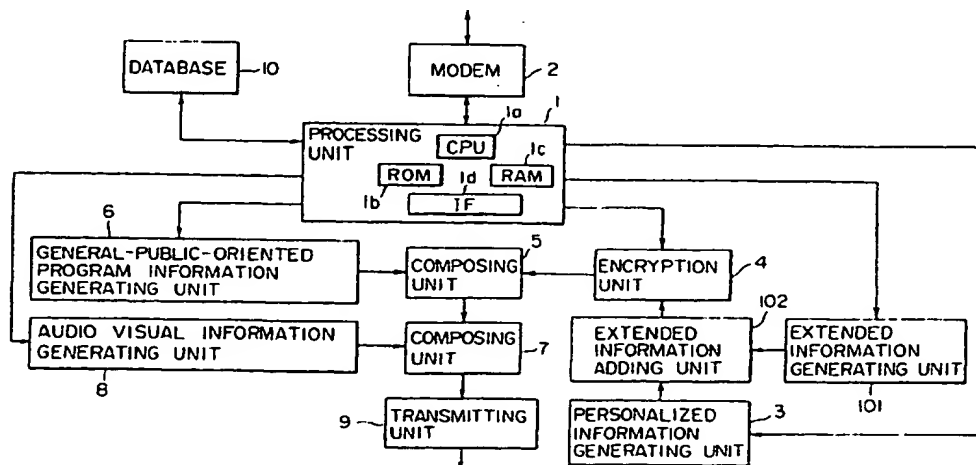 DATABASE
10
MODEM
2
1
PROCESSING
UNIT
1a
CPU
1c
ROM
1d
RAM
1b
IF
6
GENERAL-PUBLIC-ORIENTED
PROGRAM INFORMATION
GENERATING UNIT
5
COMPOSING
UNIT
ENCRYPTION
UNIT
4
102
AUDIO VISUAL INFORMATION
GENERATING UNIT
8
COMPOSING
UNIT
7
EXTENDED
INFORMATION
ADDING UNIT
EXTENDED
INFORMATION
GENERATING UNIT
101
9
TRANSMITTING
UNIT
PERSONALIZED
INFORMATION
GENERATING UNIT
3